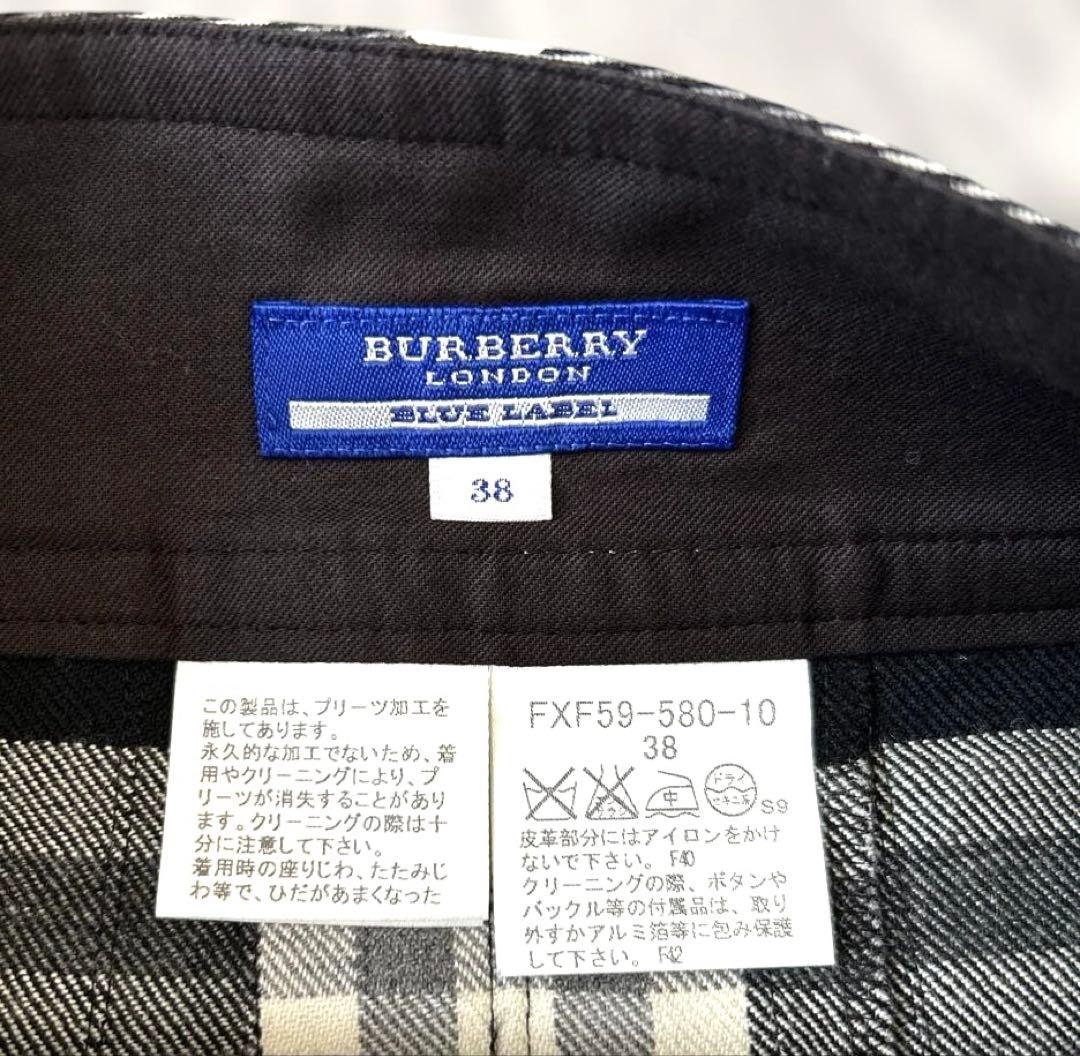 BURBERRY
LONDON
BLUE LABEL
38
この製品は、プリーツ加工を
施してあります。
永久的な加工でないため、着
用やクリーニングにより、プ
リーツが消失することがあり
ます。クリーニングの際は十
分に注意して下さい。
着用時の座りじわ、たたみじ
わ等で、ひだがあまくなった
FXF59-580-10
38
中
ドライ
セキユ系
S9
皮革部分にはアイロンをかけ
ないで下さい。 F40
クリーニングの際、ボタンや
バックル等の付属品は、取り
外すかアルミ箔等に包み保護
して下さい。 F42